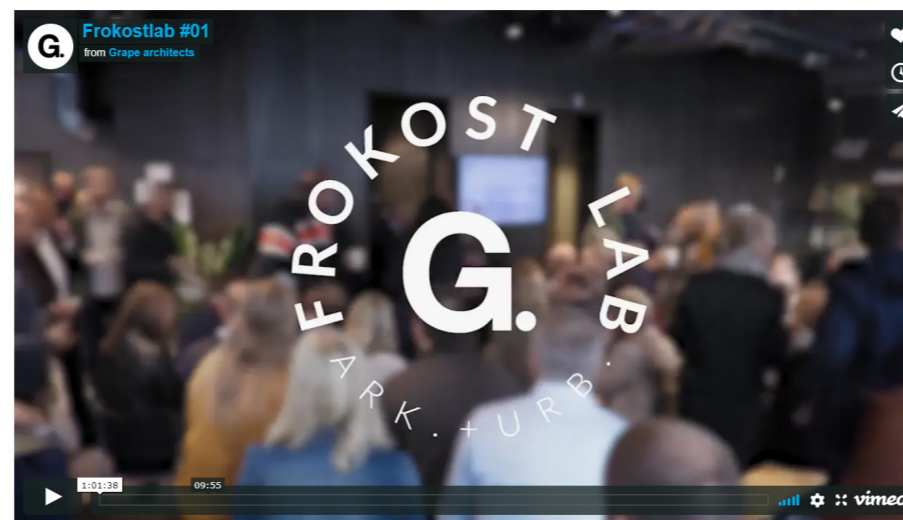 G.
Frokostlab #01
from Grape architects
FROKOST LAB
G.
ARK.+URB.
1:01:38
09:55
vimeo